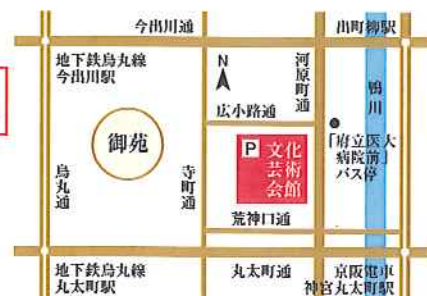 今出川通
出町柳駅
地下鉄烏丸線
今出川駅
N
河原町通
鴨川
広小路通
御苑
P
文化
芸術
会館
「府立医大
病院前」
バス停
烏丸通
寺町通
荒神口通
地下鉄烏丸線
丸太町駅
丸太町通
京阪電車
神宮丸太町駅